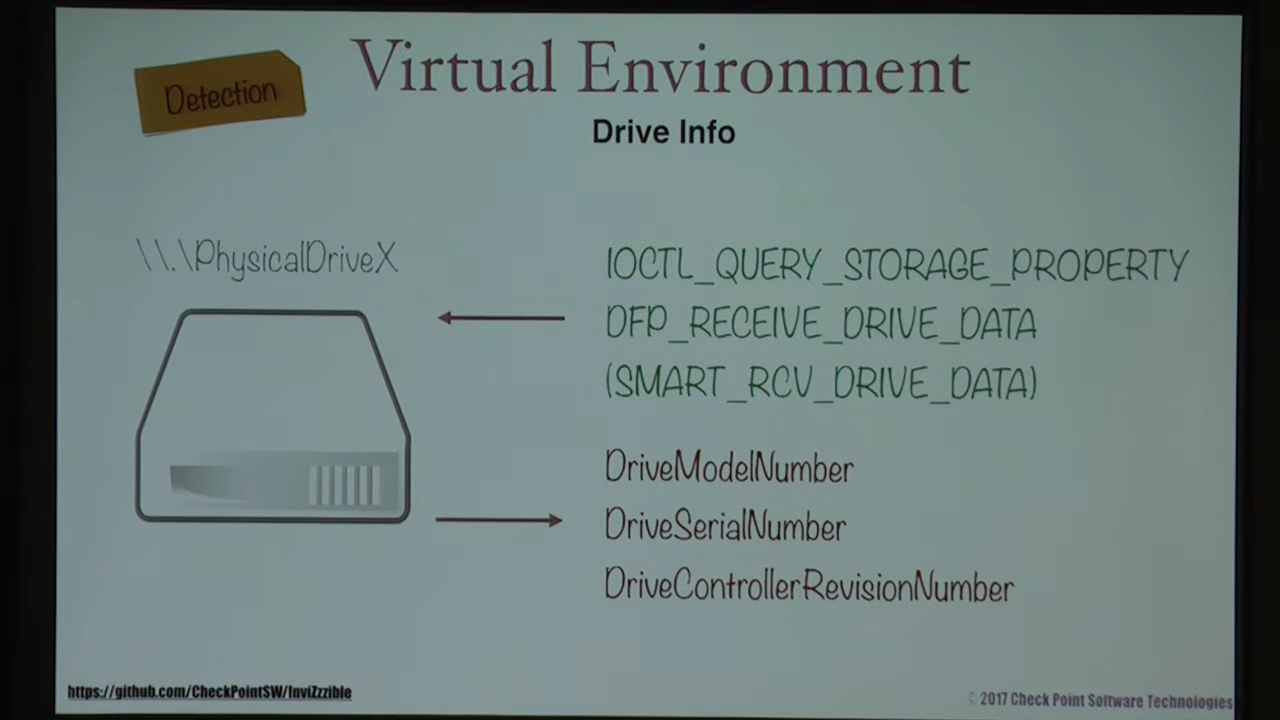 Detection
Virtual Environment
Drive Info
\\.\PhysicalDriveX
IOCTL_QUERY_STORAGE_PROPERTY
DFP_RECEIVE_DRIVE_DATA
(SMART_RCV_DRIVE_DATA)
DriveModelNumber
DriveSerialNumber
DriveControllerRevisionNumber
https://github.com/CheckPointSW/InviZzzible
© 2017 Check Point Software Technologies